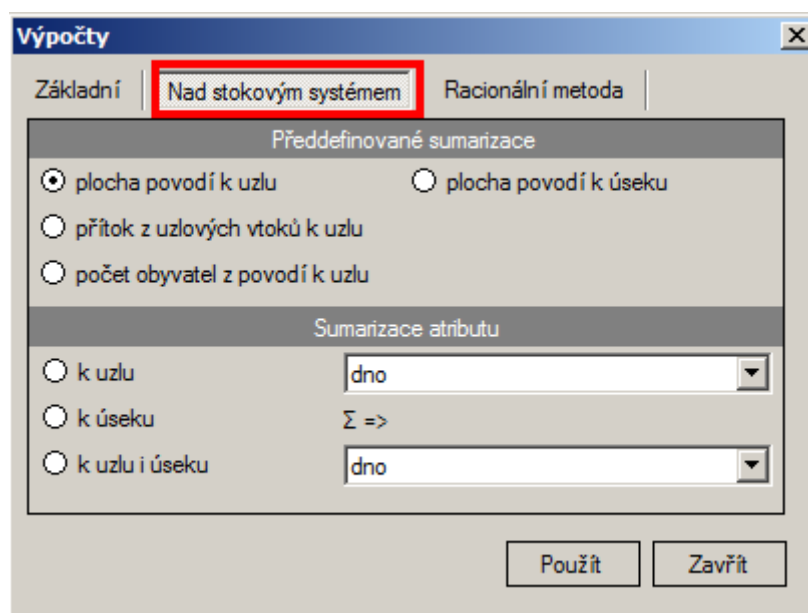 Výpočty
Základní Nad stokovým systémem Racionální metoda
Předdefinované sumarizace
plocha povodí k uzlu plocha povodí k úseku
přítok z uzlových vtoků k uzlu
počet obyvatel z povodí k uzlu
Sumarizace atributu
k uzlu dno
k úseku Σ =>
k uzlu i úseku dno
Použít Zavřít